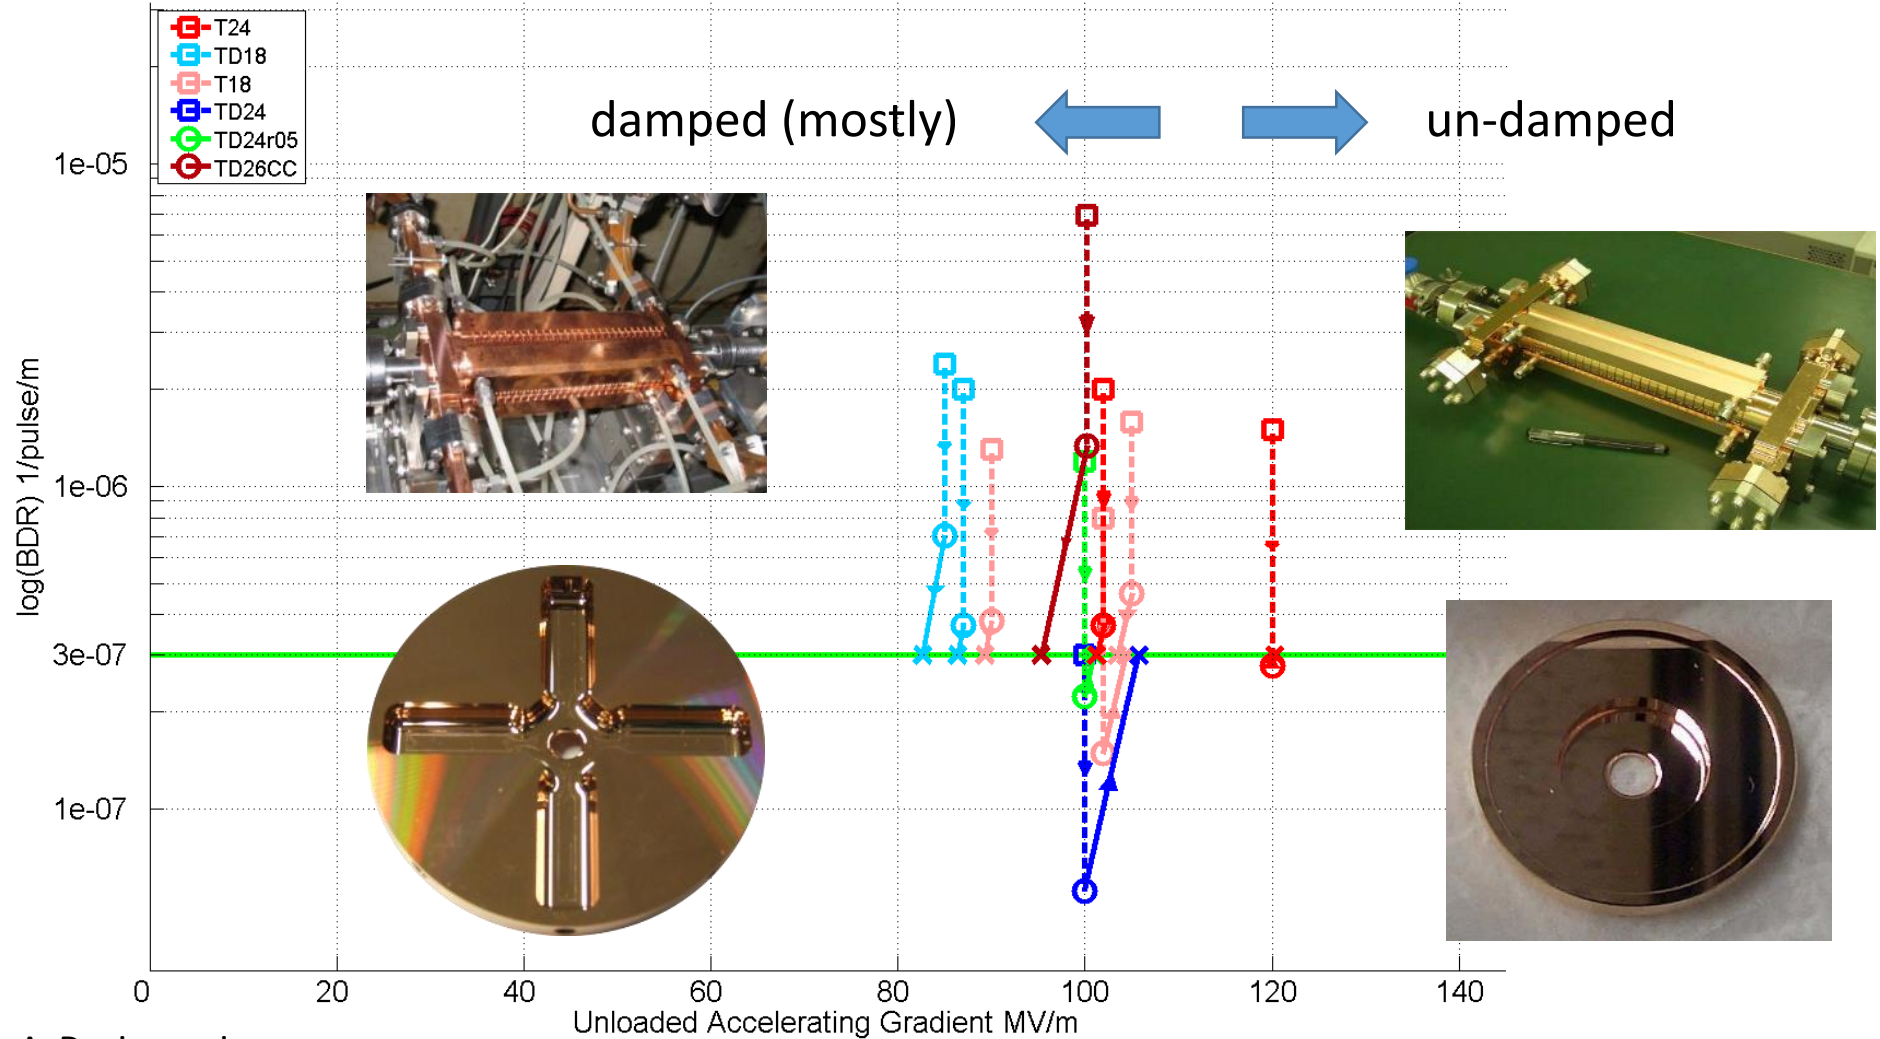 T24
TD18
T18
TD24
TD24r05
TD26CC
damped (mostly)
un-damped
1e-05
1e-06
3e-07
1e-07
log(BDR) 1/pulse/m
0 20 40 60 80 100 120 140
Unloaded Accelerating Gradient MV/m